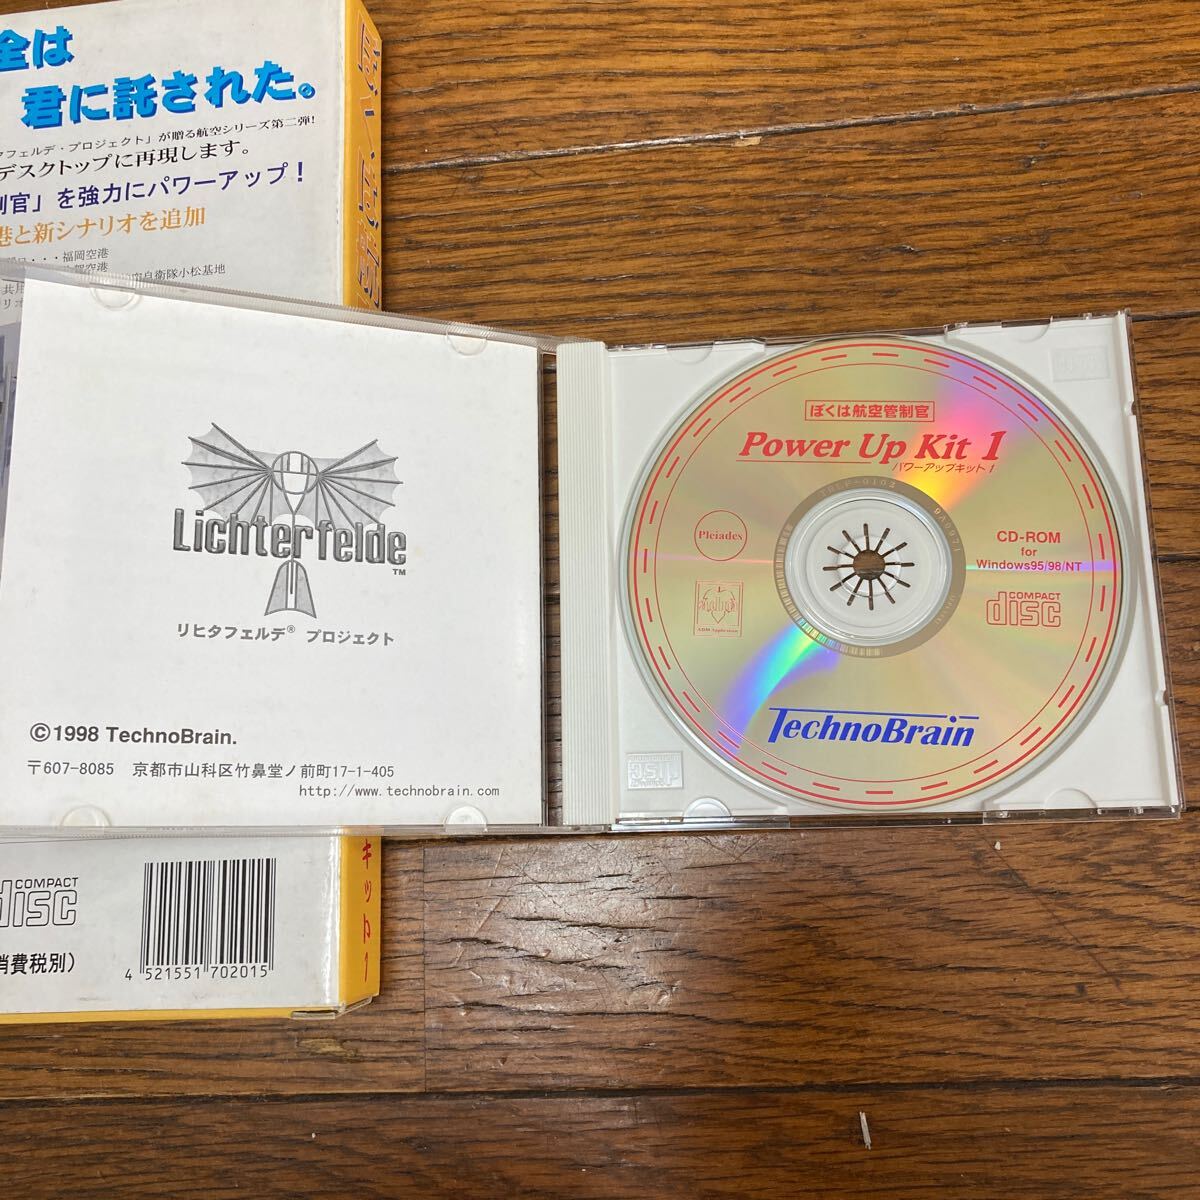 全は
君に託された。
タフェルデ・プロジェクト」が贈る航空シリーズ第二弾!
デスクトップに再現します。
制官」を強力にパワーアップ!
港と新シナリオを追加
・・・福岡空港
空自衛隊小松基地
Lichterfelde™
リヒタフェルデ® プロジェクト
©1998 TechnoBrain.
〒607-8085 京都市山科区竹鼻堂ノ前町17-1-405
http://www.technobrain.com
ぼくは航空管制官
Power Up Kit 1
パワーアップキット1
TBLP-0102
Pleiades
CD-ROM
for
Windows95/98/NT
COMPACT
disc
TechnoBrain
COMPACT
disc
消費税別)
4 521551 702015
キット1